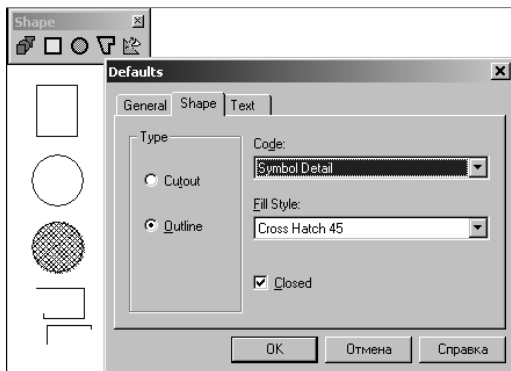 Shape
Defaults
General Shape Text
Type
Cutout
Outline
Code:
Symbol Detail
Fill Style:
Cross Hatch 45
Closed
OK Отмена Справка